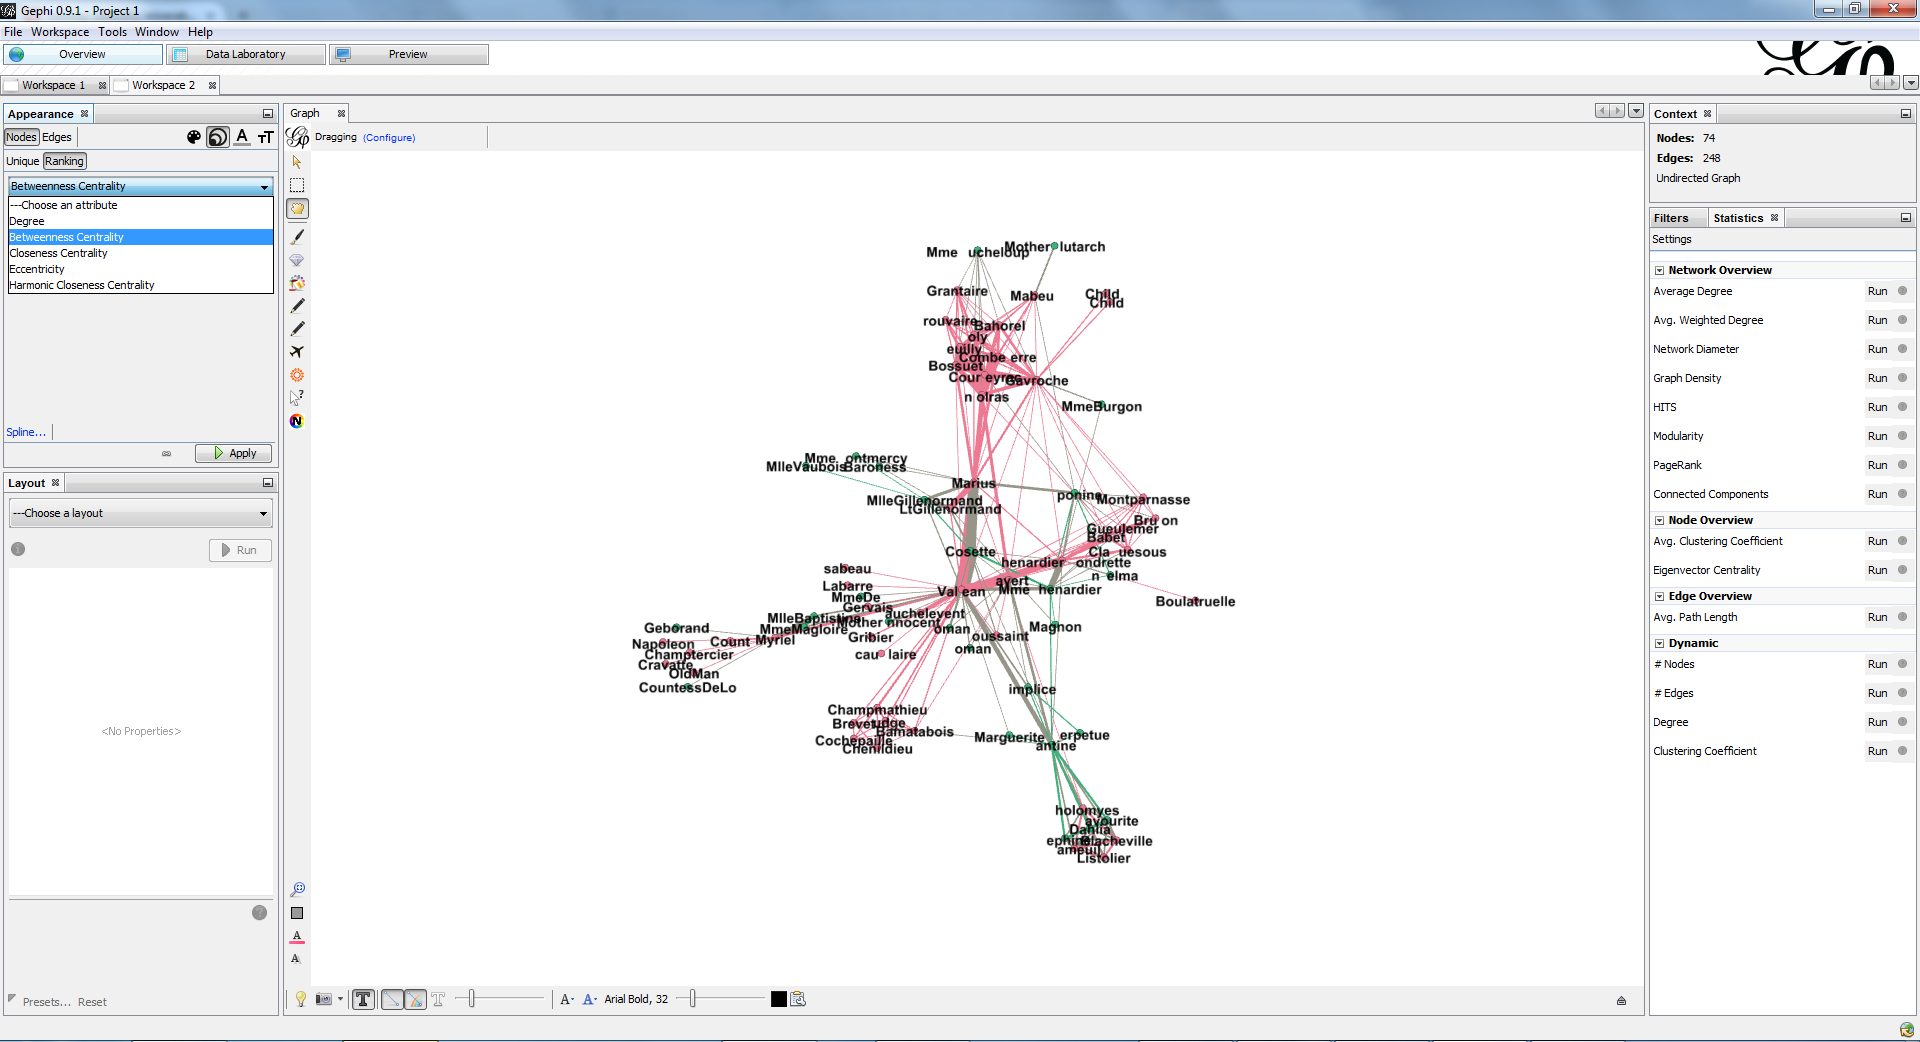 Gephi 0.9.1 - Project 1
File Workspace Tools Window Help
Overview
Data Laboratory
Preview
Workspace 1
Workspace 2
Appearance
Nodes Edges
Unique Ranking
Betweenness Centrality
---Choose an attribute
Degree
Betweenness Centrality
Closeness Centrality
Eccentricity
Harmonic Closeness Centrality
Spline...
Apply
Layout
---Choose a layout
Run
<No Properties>
Presets... Reset
Graph
Dragging (Configure)
Mme ucheloup
Mother lutarch
Grantaire
Mabeu
Child
Child
rouvaire
Bahorel
oly
euilly
Combe erre
Bossuet
Cour eyrac
Gavroche
n olras
MmeBurgon
Mme ontmercy
MlleVaubois
Baroness
Marius
MlleGillenormand
LtGillenormand
ponine
Montparnasse
Bru on
Gueulemer
Babet
Cosette
Cla uesous
henardier
ondrette
n elma
avert
Mme henardier
Val ean
sabeau
Labarre
MmeDe
Gervais
auchelevent
Boulatruelle
MlleBaptistine
Mother nnocent
MmeMagloire
oman
Gribier
oussaint
Magnon
Geborand
Napoleon
Count
Myriel
Champtercier
cau laire
oman
Cravatte
OldMan
CountessDeLo
implice
Champmathieu
Brevet
udge
Bamatabois
Cochepaille
Chenildieu
Marguerite
erpetue
antine
holomyes
avourite
Dahlia
ephine
Blacheville
ameuil
Listolier
Arial Bold, 32
Context
Nodes: 74
Edges: 248
Undirected Graph
Filters
Statistics
Settings
Network Overview
Average Degree Run
Avg. Weighted Degree Run
Network Diameter Run
Graph Density Run
HITS Run
Modularity Run
PageRank Run
Connected Components Run
Node Overview
Avg. Clustering Coefficient Run
Eigenvector Centrality Run
Edge Overview
Avg. Path Length Run
Dynamic
# Nodes Run
# Edges Run
Degree Run
Clustering Coefficient Run